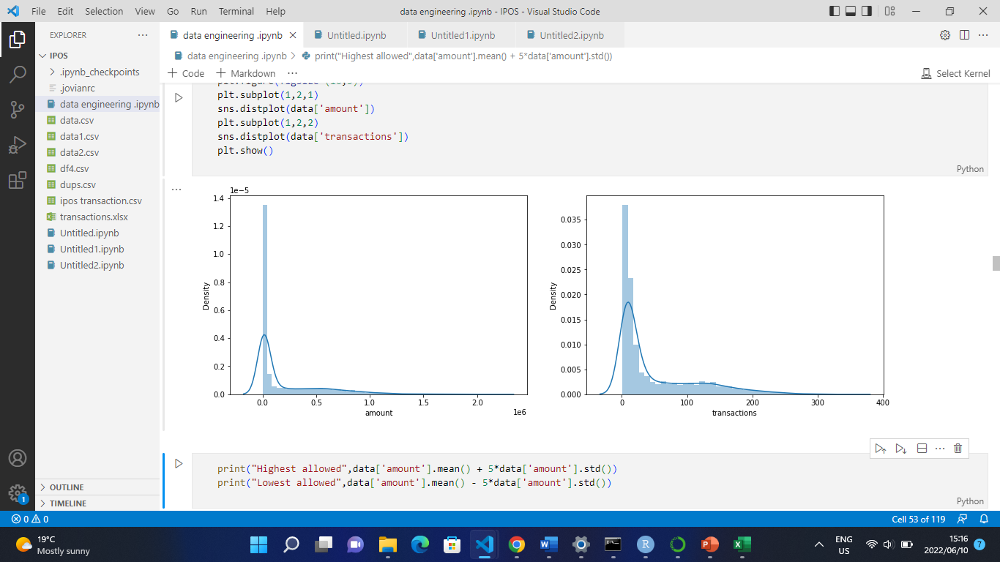 File Edit Selection View Go Run Terminal Help
data engineering .ipynb - IPOS - Visual Studio Code
EXPLORER
IPOS
.ipynb_checkpoints
.jovianrc
data engineering .ipynb
data.csv
data1.csv
data2.csv
df4.csv
dups.csv
ipos transaction.csv
transactions.xlsx
Untitled.ipynb
Untitled1.ipynb
Untitled2.ipynb
OUTLINE
TIMELINE
1
data engineering .ipynb Untitled.ipynb Untitled1.ipynb Untitled2.ipynb
data engineering .ipynb > print("Highest allowed",data['amount'].mean() + 5*data['amount'].std())
+ Code + Markdown ...
Select Kernel
plt.subplot(1,2,1)
sns.distplot(data['amount'])
plt.subplot(1,2,2)
sns.distplot(data['transactions'])
plt.show()
Python
1e−5
1.4
1.2
1.0
0.8
0.6
0.4
0.2
0.0
Density
0.0 0.5 1.0 1.5 2.0
amount
1e6
0.035
0.030
0.025
0.020
0.015
0.010
0.005
0.000
Density
0 100 200 300 400
transactions
print("Highest allowed",data['amount'].mean() + 5*data['amount'].std())
print("Lowest allowed",data['amount'].mean() - 5*data['amount'].std())
Python
0 0
Cell 53 of 119
19°C
Mostly sunny
W
R
P
X
ENG
US
15:16
2022/06/10
7